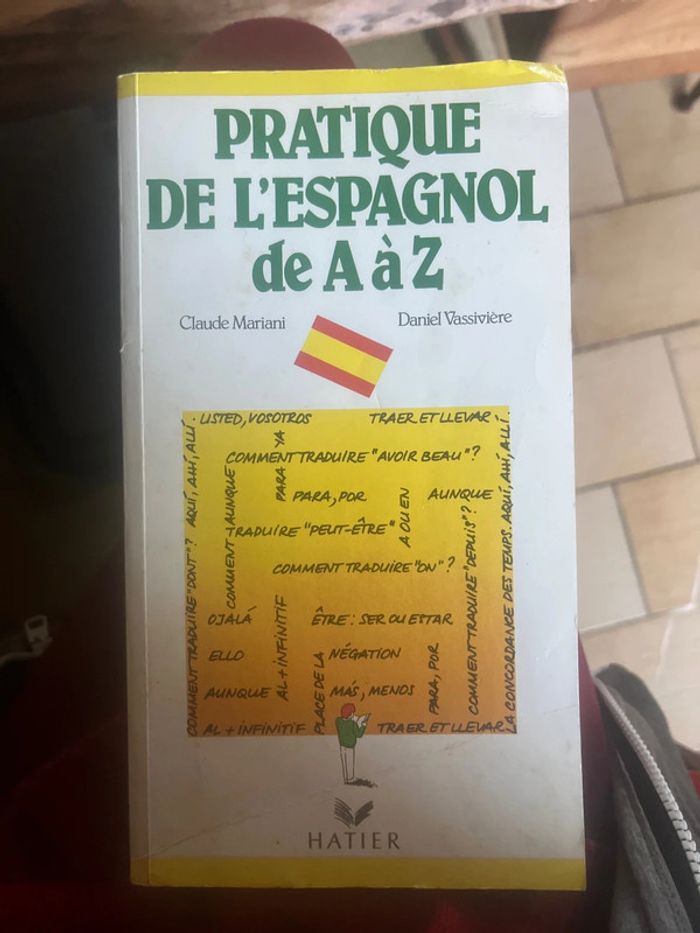 PRATIQUE
DE L'ESPAGNOL
de A à Z
Claude Mariani
Daniel Vassivière
USTED, VOSOTROS
TRAER ET LLEVAR
COMMENT TRADUIRE "DONT"? AQUÍ, AHÍ, ALLÍ
COMMENT AUNQUE
PARA YA
COMMENT TRADUIRE "AVOIR BEAU"?
PARA, POR
A OU EN
AUNQUE
TRADUIRE "PEUT-ÊTRE"
COMMENT TRADUIRE "ON"?
COMMENT TRADUIRE "DEPUIS"?
LA CONCORDANCE DES TEMPS. AQUÍ, AHÍ, ALLÍ
OJALÁ
ÊTRE: SER OU ESTAR
ELLO
AL + INFINITIF
PLACE DE LA
NÉGATION
AUNQUE
MÁS, MENOS
PARA, POR
AL + INFINITIF
TRAER ET LLEVAR
HATIER